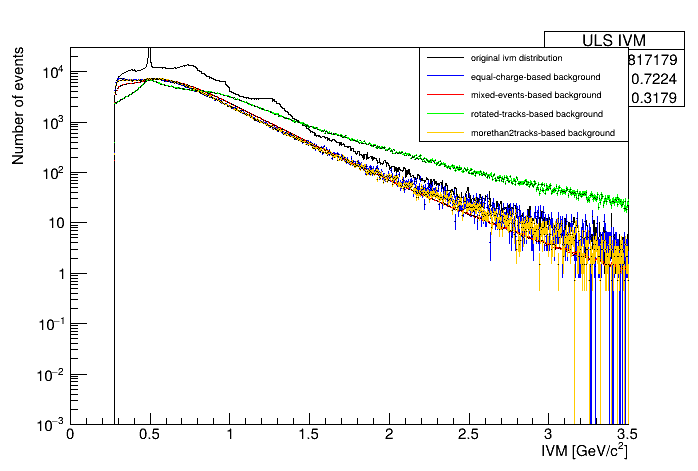 ULS IVM
817179
0.7224
0.3179
original ivm distribution
equal-charge-based background
mixed-events-based background
rotated-tracks-based background
morethan2tracks-based background
Number of events
10⁴
10³
10²
10
1
10⁻¹
10⁻²
10⁻³
0 0.5 1 1.5 2 2.5 3 3.5
IVM [GeV/c²]